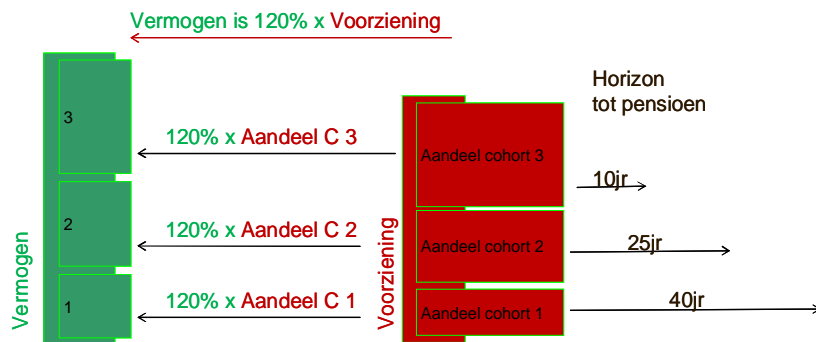 Vermogen is 120% x Voorziening
Horizon
tot pensioen
3
120% x Aandeel C 3
Aandeel cohort 3
10jr
2
120% x Aandeel C 2
Aandeel cohort 2
25jr
1
120% x Aandeel C 1
Aandeel cohort 1
40jr
Vermogen
Voorziening